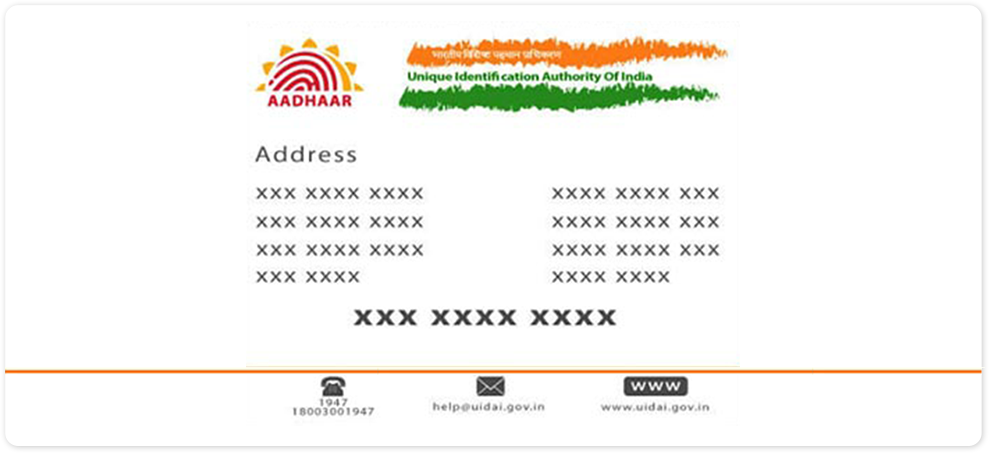 भारतीय विशिष्ट पहचान प्राधिकरण
Unique Identification Authority Of India
AADHAAR
Address
xxx xxxx xxxx
xxxx xxxx xxx
xxx xxxx xxxx
xxxx xxxx xxx
xxx xxxx xxxx
xxxx xxxx xxx
xxx xxxx
xxxx xxxx
xxx xxxx xxxx
1947
18003001947
help@uidai.gov.in
www
www.uidai.gov.in